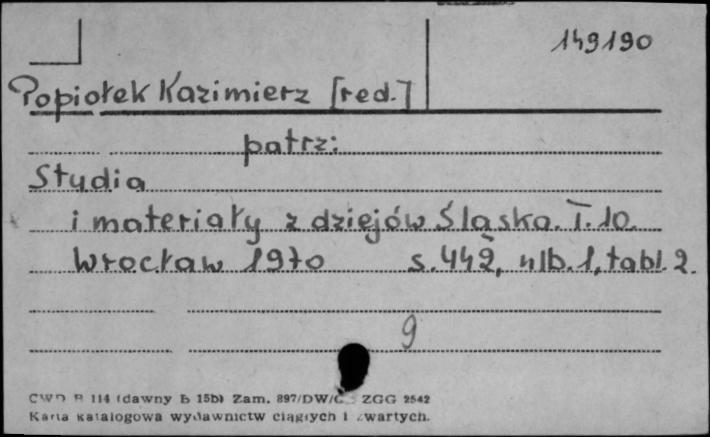 149190
Popiołek Kazimierz [red.]
patrz:
Studia
i materiały z dziejów Śląska. T. 10.
Wrocław 1970 s. 442, nlb. 1, tabl. 2.
9
CWD B 114 (dawny b 15b) Zam. 897/DW/ ZGG 2542
Karta katalogowa wydawnictw ciągłych i zwartych.